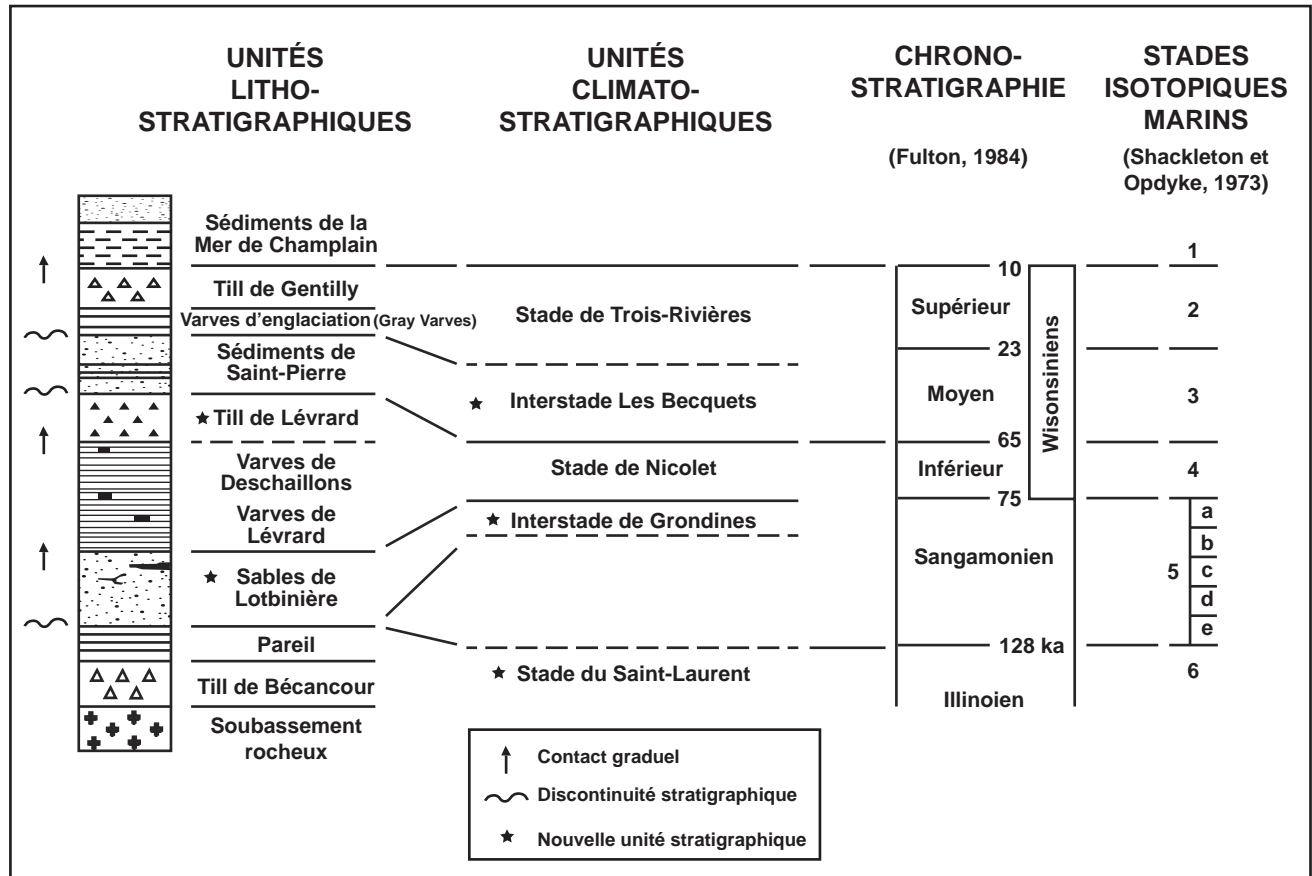 UNITÉS
LITHO-
STRATIGRAPHIQUES
UNITÉS
CLIMATO-
STRATIGRAPHIQUES
CHRONO-
STRATIGRAPHIE
(Fulton, 1984)
STADES
ISOTOPIQUES
MARINS
(Shackleton et
Opdyke, 1973)
Sédiments de la
Mer de Champlain
Till de Gentilly
Varves d'englaciation (Gray Varves)
Sédiments de
Saint-Pierre
★ Till de Lévrard
Varves de
Deschaillons
Varves de
Lévrard
★ Sables de
Lotbinière
Pareil
Till de Bécancour
Soubassement
rocheux
Stade de Trois-Rivières
★ Interstade Les Becquets
Stade de Nicolet
★ Interstade de Grondines
★ Stade du Saint-Laurent
10
Supérieur
23
Moyen
65
Inférieur
75
Wisonsiniens
Sangamonien
128 ka
Illinoien
1
2
3
4
5
a
b
c
d
e
6
Contact graduel
Discontinuité stratigraphique
★ Nouvelle unité stratigraphique